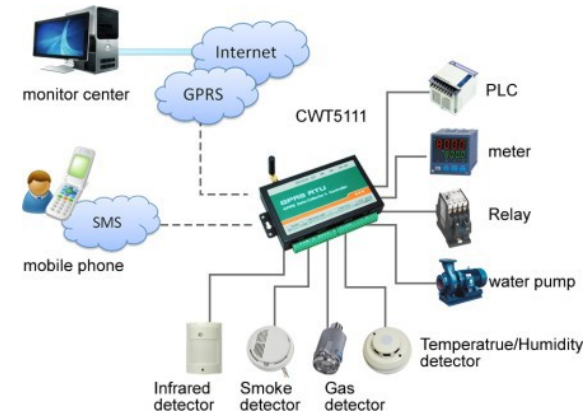 Internet
GPRS
monitor center
CWT5111
PLC
meter
GPRS RTU
Relay
SMS
mobile phone
water pump
Temperatrue/Humidity
detector
Infrared
detector
Smoke
detector
Gas
detector